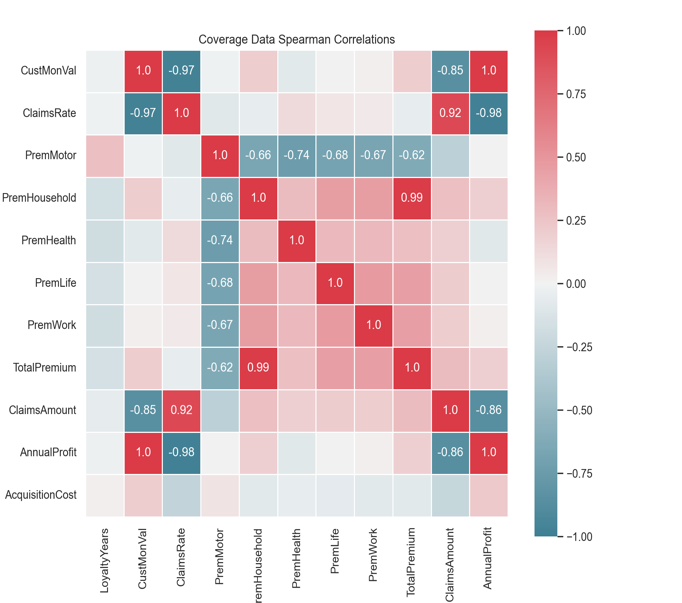 Coverage Data Spearman Correlations
CustMonVal 1.0 -0.97 -0.85 1.0
ClaimsRate -0.97 1.0 0.92 -0.98
PremMotor 1.0 -0.66 -0.74 -0.68 -0.67 -0.62
PremHousehold -0.66 1.0 0.99
PremHealth -0.74 1.0
PremLife -0.68 1.0
PremWork -0.67 1.0
TotalPremium -0.62 0.99 1.0
ClaimsAmount -0.85 0.92 1.0 -0.86
AnnualProfit 1.0 -0.98 -0.86 1.0
AcquisitionCost
LoyaltyYears
CustMonVal
ClaimsRate
PremMotor
remHousehold
PremHealth
PremLife
PremWork
TotalPremium
ClaimsAmount
AnnualProfit
1.00
0.75
0.50
0.25
0.00
−0.25
−0.50
−0.75
−1.00